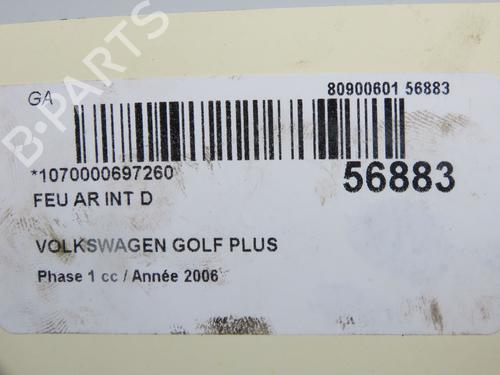 GA
80900601 56883
*1070000697260
56883
FEU AR INT D
VOLKSWAGEN GOLF PLUS
Phase 1 cc / Année 2006
B-PARTS